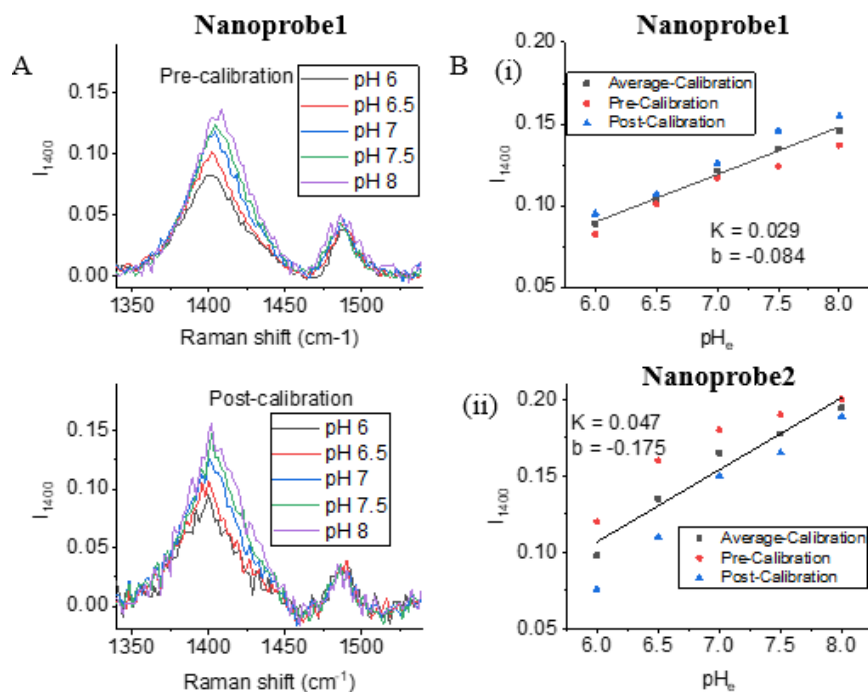 Nanoprobe1
A
Pre-calibration
pH 6
pH 6.5
pH 7
pH 7.5
pH 8
I1400
0.15
0.10
0.05
0.00
1350 1400 1450 1500
Raman shift (cm-1)
Post-calibration
pH 6
pH 6.5
pH 7
pH 7.5
pH 8
I1400
0.15
0.10
0.05
0.00
1350 1400 1450 1500
Raman shift (cm-1)
Nanoprobe1
B (i)
Average-Calibration
Pre-Calibration
Post-Calibration
I1400
0.20
0.15
0.10
0.05
K = 0.029
b = -0.084
6.0 6.5 7.0 7.5 8.0
pHe
Nanoprobe2
(ii)
K = 0.047
b = -0.175
I1400
0.20
0.15
0.10
0.05
Average-Calibration
Pre-Calibration
Post-Calibration
6.0 6.5 7.0 7.5 8.0
pHe